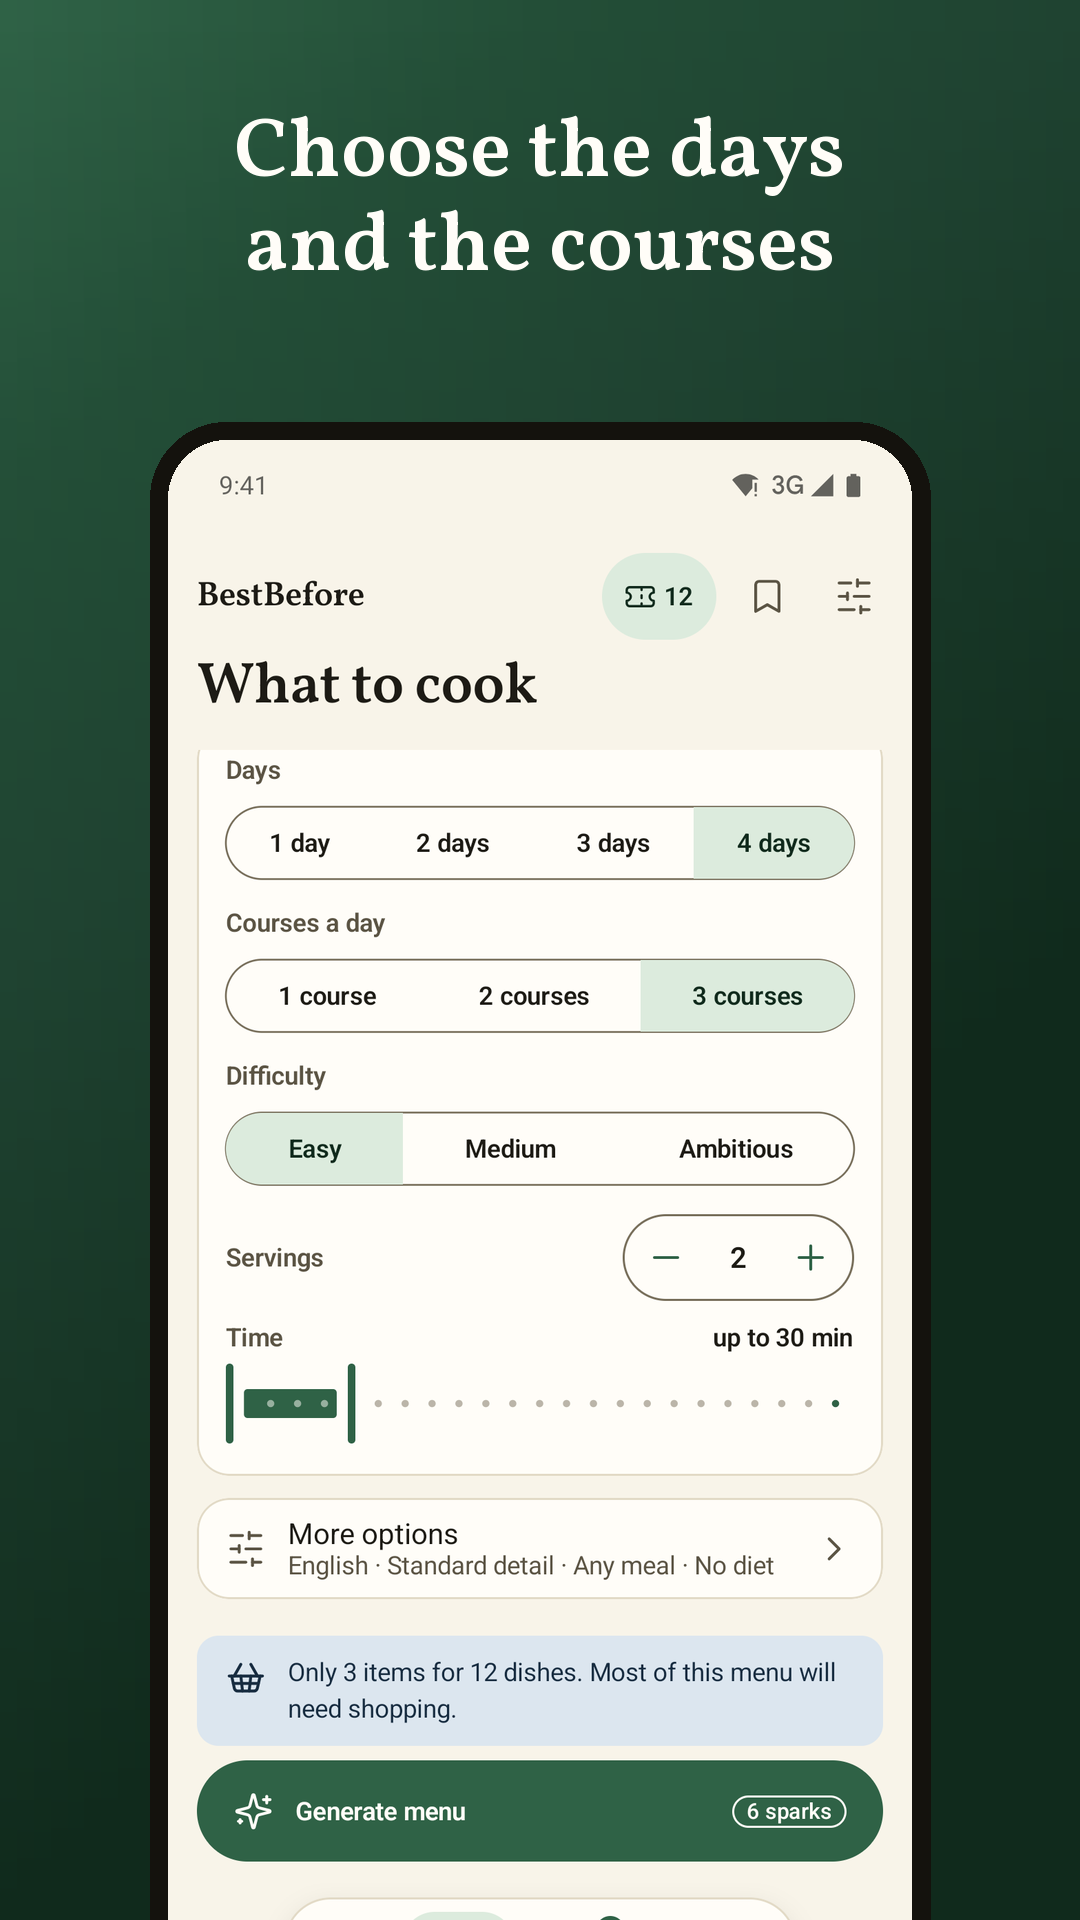 Choose the days
and the courses
9:41
3G
BestBefore
12
What to cook
Days
1 day
2 days
3 days
4 days
Courses a day
1 course
2 courses
3 courses
Difficulty
Easy
Medium
Ambitious
Servings
2
Time
up to 30 min
More options
English · Standard detail · Any meal · No diet
Only 3 items for 12 dishes. Most of this menu will
need shopping.
Generate menu
6 sparks